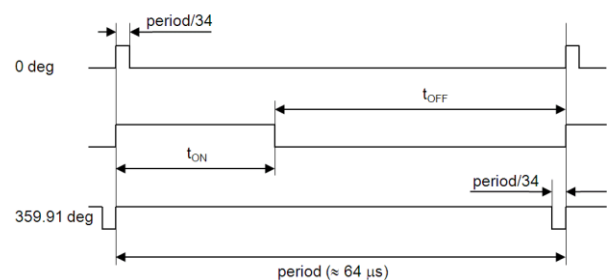 period/34
0 deg
tOFF
tON
period/34
359.91 deg
period (≈ 64 μs)